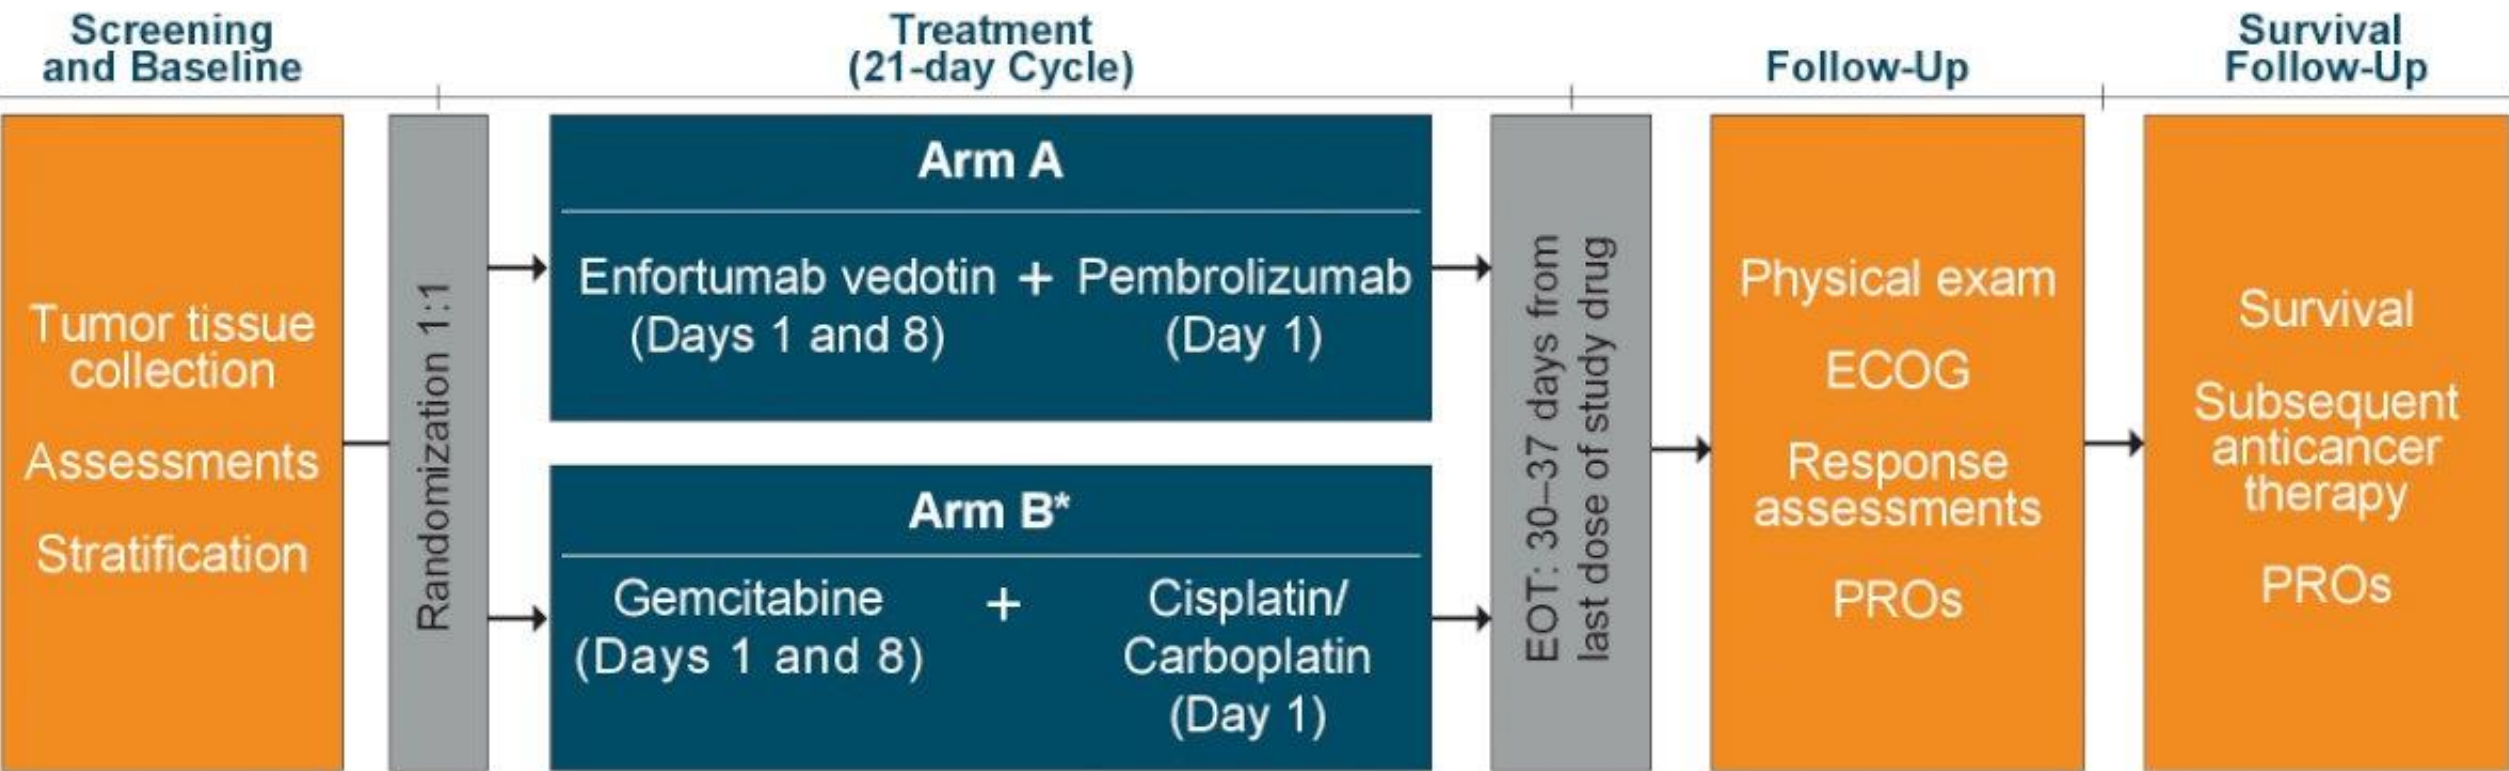 Screening
and Baseline
Treatment
(21-day Cycle)
Follow-Up
Survival
Follow-Up
Tumor tissue
collection
Assessments
Stratification
Randomization 1:1
Arm A
Enfortumab vedotin + Pembrolizumab
(Days 1 and 8) (Day 1)
Arm B*
Gemcitabine + Cisplatin/
(Days 1 and 8) Carboplatin
(Day 1)
EOT: 30–37 days from
last dose of study drug
Physical exam
ECOG
Response
assessments
PROs
Survival
Subsequent
anticancer
therapy
PROs